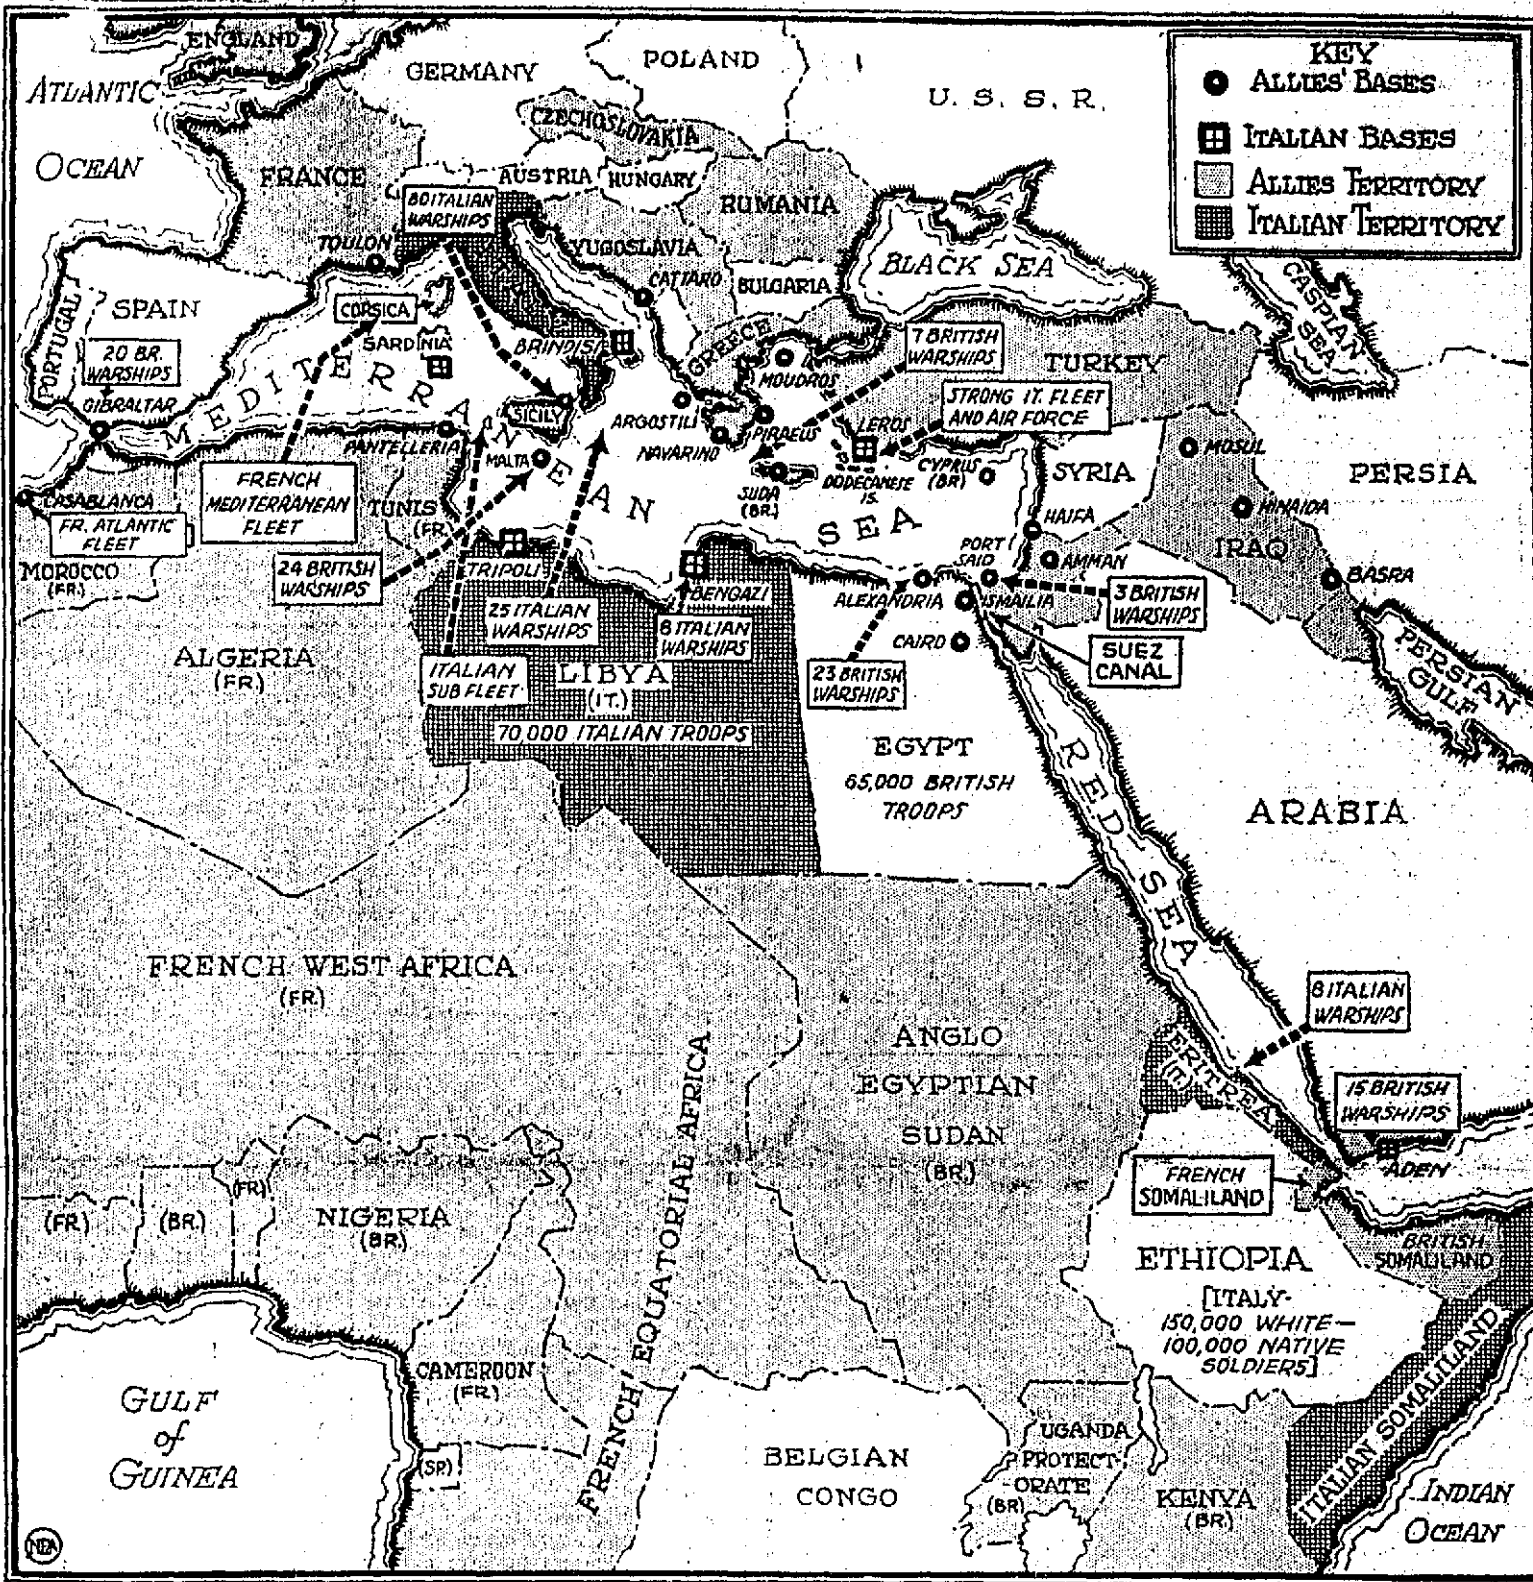 KEY
ALLIES' BASES
ITALIAN BASES
ALLIES TERRITORY
ITALIAN TERRITORY
ENGLAND
ATLANTIC
OCEAN
GERMANY
POLAND
U. S. S. R.
CZECHOSLOVAKIA
FRANCE
AUSTRIA
HUNGARY
RUMANIA
80 ITALIAN
WARSHIPS
TOULON
YUGOSLAVIA
CATTARO
BULGARIA
BLACK SEA
CASPIAN
SEA
PORTUGAL
SPAIN
CORSICA
SARDINIA
ITALY
BRINDISI
GREECE
MOUDROS
7 BRITISH
WARSHIPS
TURKEY
20 BR.
WARSHIPS
GIBRALTAR
MEDITERRANEAN
SEA
SICILY
ARGOSTILI
NAVARINO
PIRAEUS
LEROS
STRONG IT. FLEET
AND AIR FORCE
MOSUL
PANTELLERIA
MALTA
SUDA
(BR.)
DODECANESE
IS.
CYPRUS
(BR)
SYRIA
PERSIA
CASABLANCA
FR. ATLANTIC
FLEET
FRENCH
MEDITERRANEAN
FLEET
TUNIS
(FR.)
HAIFA
HINAIDA
IRAQ
MOROCCO
(FR.)
24 BRITISH
WARSHIPS
TRIPOLI
BENGAZI
PORT
SAID
AMMAN
BASRA
25 ITALIAN
WARSHIPS
8 ITALIAN
WARSHIPS
ALEXANDRIA
ISMAILIA
3 BRITISH
WARSHIPS
CAIRO
SUEZ
CANAL
PERSIAN
GULF
ALGERIA
(FR.)
ITALIAN
SUB FLEET
LIBYA
(IT.)
70,000 ITALIAN TROOPS
23 BRITISH
WARSHIPS
EGYPT
65,000 BRITISH
TROOPS
RED SEA
ARABIA
FRENCH WEST AFRICA
(FR.)
ANGLO
EGYPTIAN
SUDAN
(BR.)
8 ITALIAN
WARSHIPS
ERITREA
(IT.)
15 BRITISH
WARSHIPS
ADEN
FRENCH
SOMALILAND
(FR.)
(BR.)
(FR.)
NIGERIA
(BR.)
FRENCH EQUATORIAL AFRICA
ETHIOPIA
[ITALY-
150,000 WHITE—
100,000 NATIVE
SOLDIERS]
BRITISH
SOMALILAND
ITALIAN SOMALILAND
CAMEROON
(FR.)
(SP.)
GULF
of
GUINEA
BELGIAN
CONGO
UGANDA
PROTECT-
ORATE
(BR)
KENYA
(BR.)
INDIAN
OCEAN
NEA